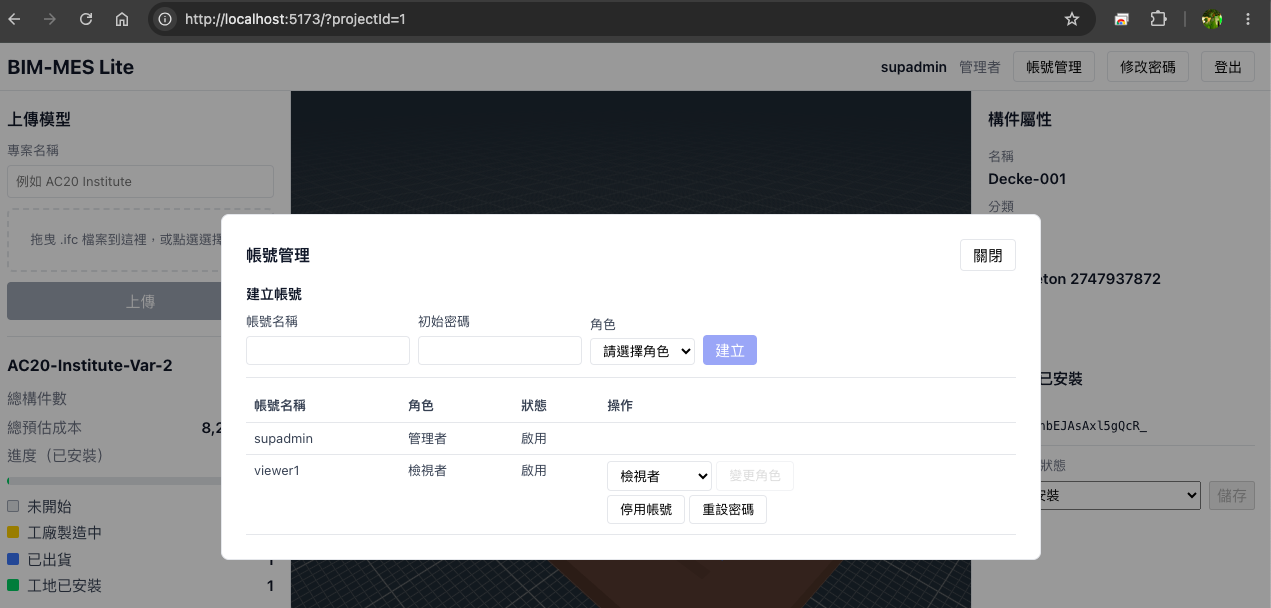 http://localhost:5173/?projectId=1
BIM-MES Lite
supadmin 管理者 帳號管理 修改密碼 登出
上傳模型
專案名稱
例如 AC20 Institute
拖曳 .ifc 檔案到這裡，或點選選擇
上傳
AC20-Institute-Var-2
總構件數
總預估成本 8,2
進度（已安裝）
未開始
工廠製造中
已出貨 1
工地已安裝 1
帳號管理 關閉
建立帳號
帳號名稱 初始密碼 角色
請選擇角色 建立
帳號名稱 角色 狀態 操作
supadmin 管理者 啟用
viewer1 檢視者 啟用 檢視者 變更角色
停用帳號 重設密碼
構件屬性
名稱
Decke-001
分類
eton 2747937872
已安裝
nbEJAsAxl5gQcR_
狀態
安裝 儲存